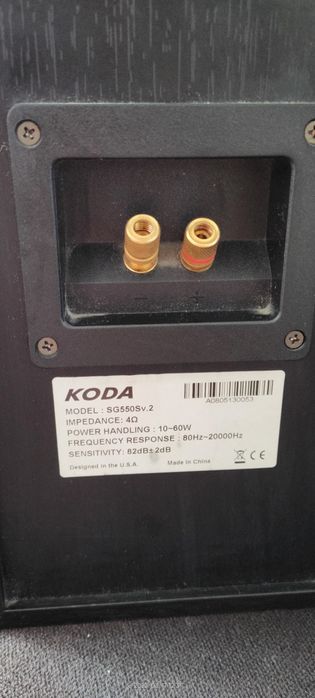 − +
KODA
A0805130053
MODEL : SG550Sv.2
IMPEDANCE: 4Ω
POWER HANDLING : 10~60W
FREQUENCY RESPONSE : 80Hz~20000Hz
SENSITIVITY: 82dB±2dB
Designed in the U.S.A. Made in China
CE